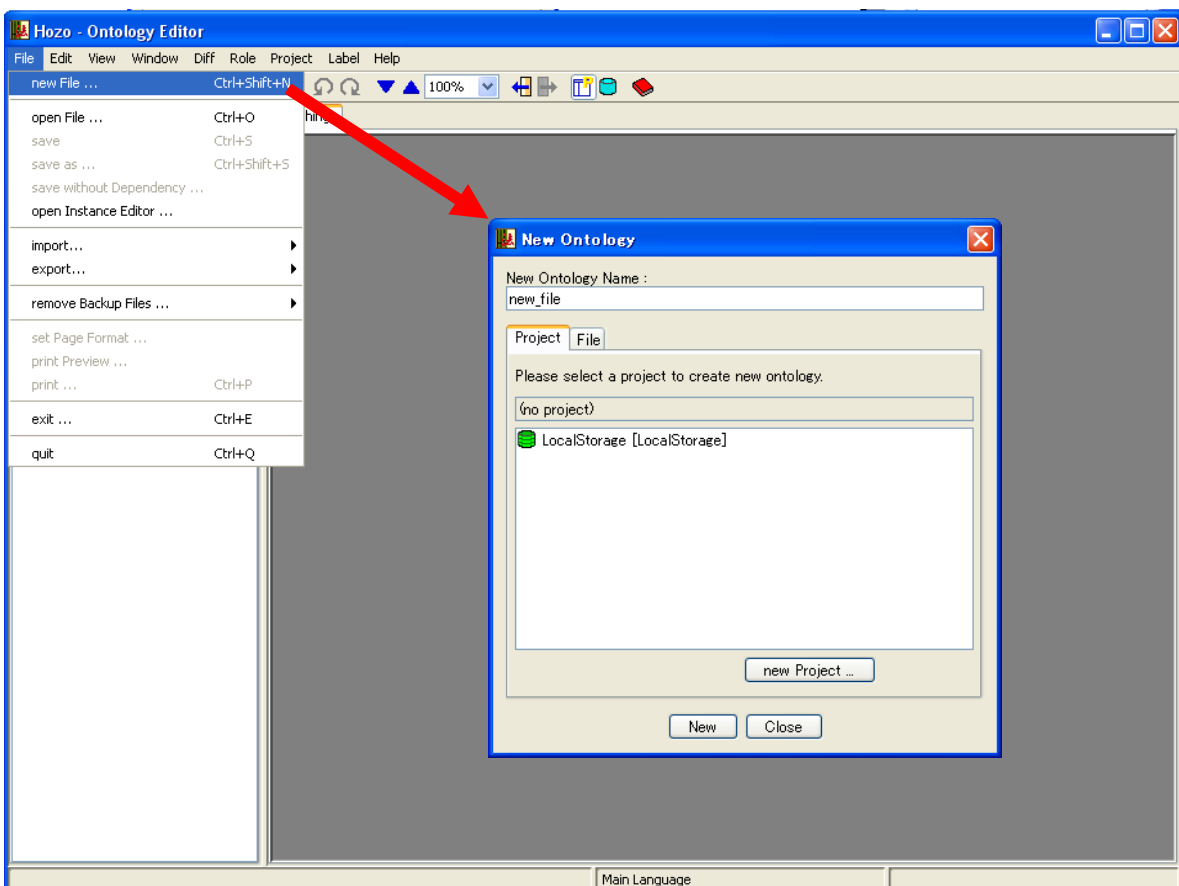 Hozo - Ontology Editor
File Edit View Window Diff Role Project Label Help
new File ... Ctrl+Shift+N
100%
open File ... Ctrl+O
save Ctrl+S
save as ... Ctrl+Shift+S
save without Dependency ...
open Instance Editor ...
import...
export...
remove Backup Files ...
set Page Format ...
print Preview ...
print ... Ctrl+P
exit ... Ctrl+E
quit Ctrl+Q
New Ontology
New Ontology Name :
new_file
Project File
Please select a project to create new ontology.
(no project)
LocalStorage [LocalStorage]
new Project ...
New Close
Main Language